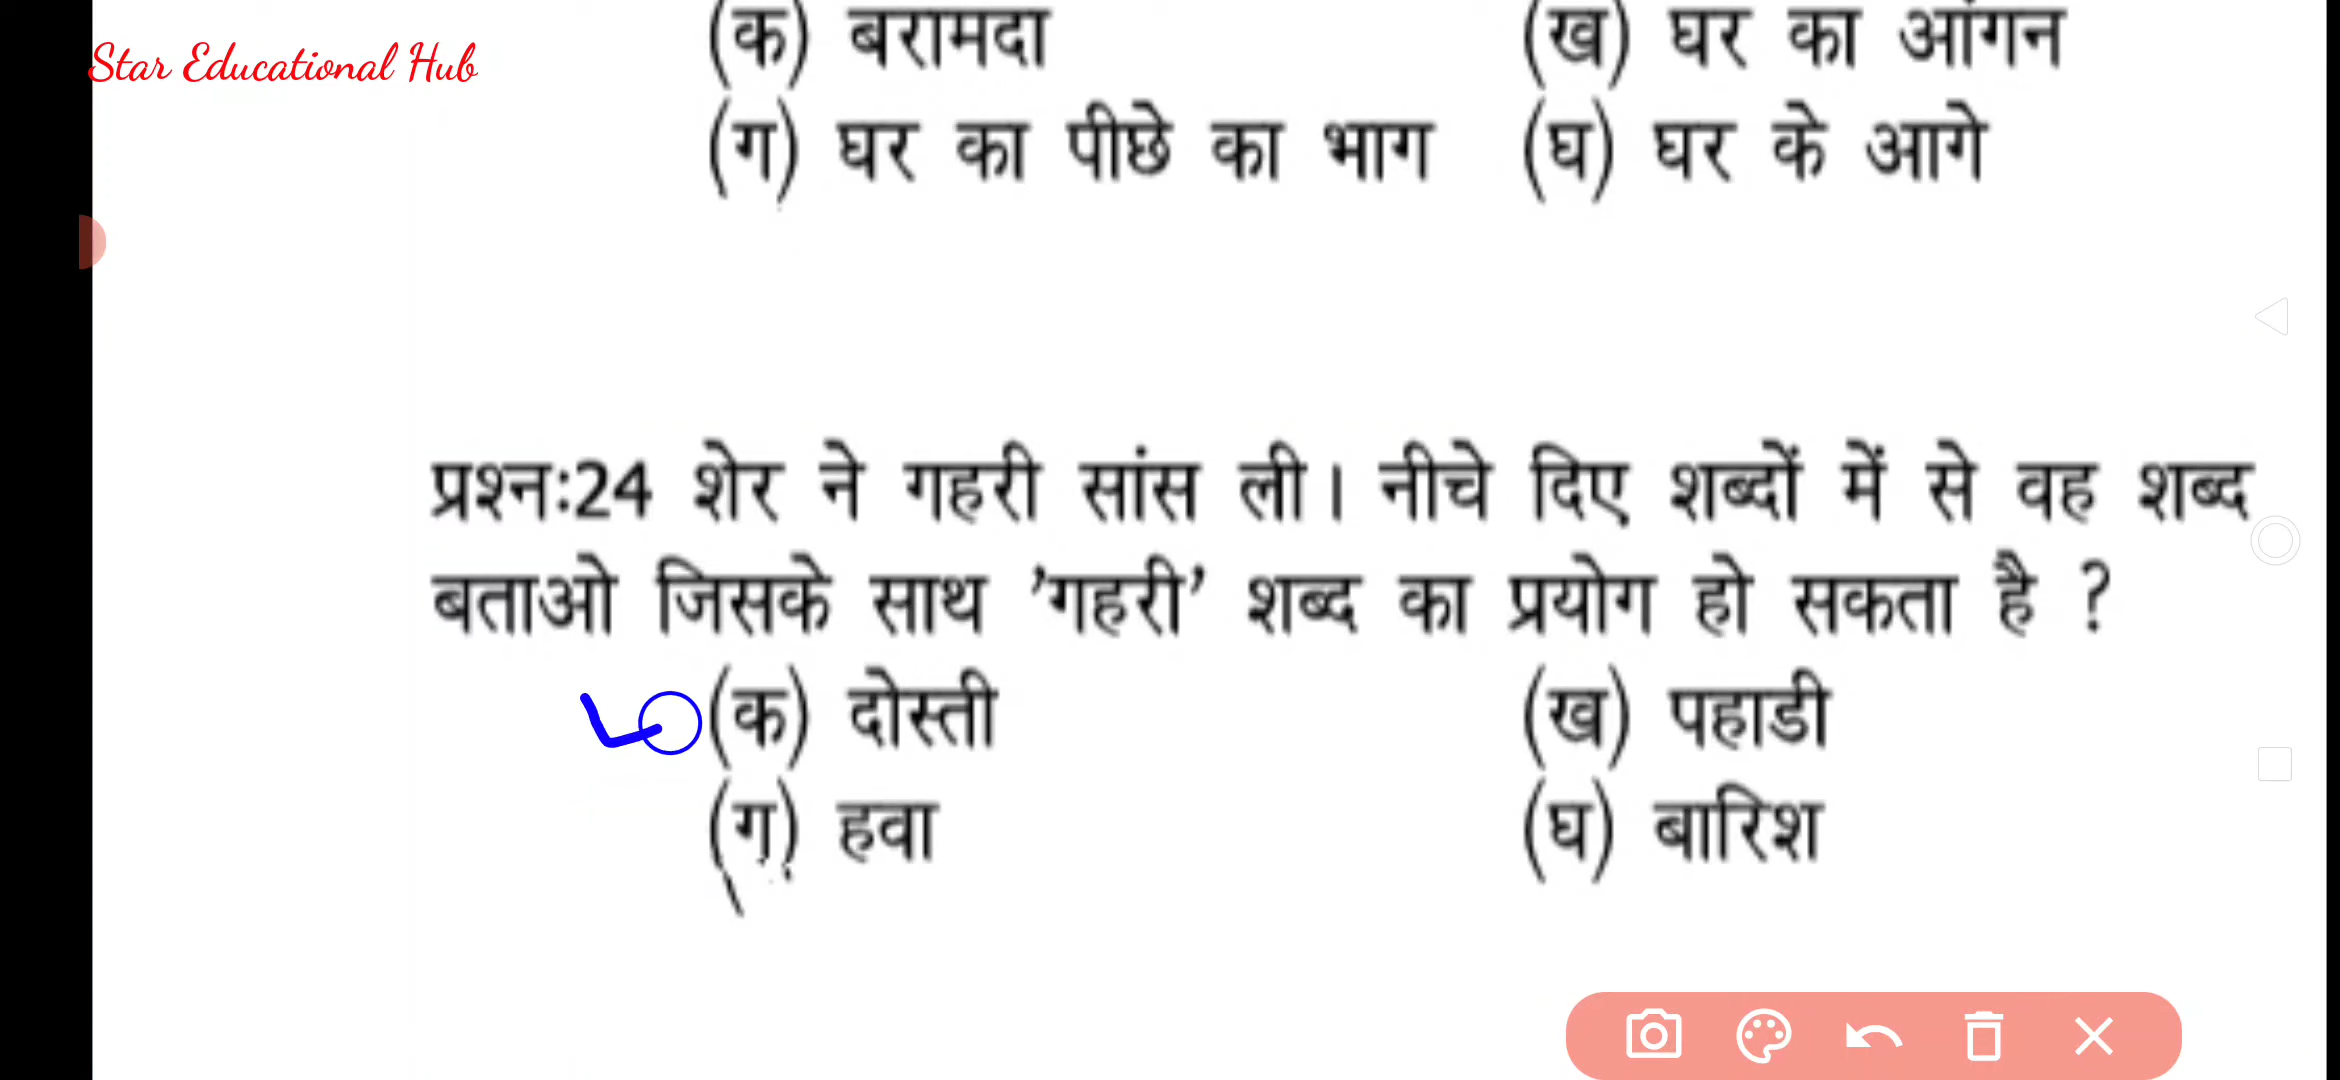 Star Educational Hub
(क) बरामदा (ख) घर का आंगन
(ग) घर का पीछे का भाग (घ) घर के आगे
प्रश्नः24 शेर ने गहरी सांस ली। नीचे दिए शब्दों में से वह शब्द
बताओ जिसके साथ ’गहरी’ शब्द का प्रयोग हो सकता है ?
(क) दोस्ती (ख) पहाडी
(ग) हवा (घ) बारिश